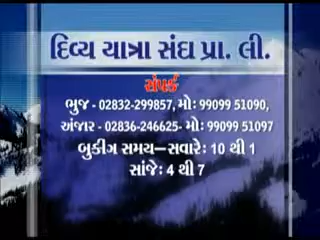 દિવ્ય યાત્રા સંઘ પ્રા. લી.
સંપર્ક
ભુજ - 02832-299857, મોઃ 99099 51090,
અંજાર - 02836-246625- મોઃ 99099 51097
બુકીંગ સમય–સવારેઃ 10 થી 1
સાંજેઃ 4 થી 7